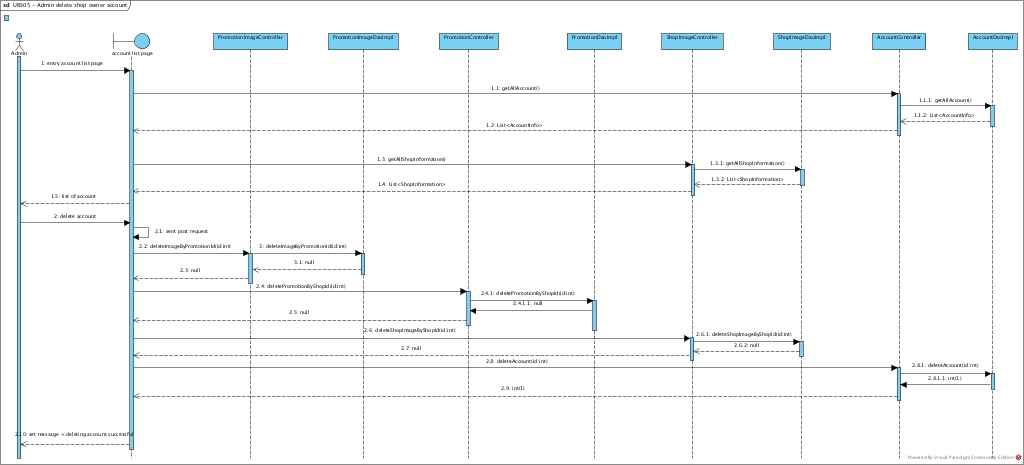 sd URS05 - Admin delete shop owner account
PromotionImageController
PromotionImageDaoImpl
PromotionController
PromotionDaoImpl
ShopImageController
ShopImageDaoImpl
AccountController
AccountDaoImpl
Admin
account list page
1: entry account list page
1.1: getAllAccount()
1.1.1: getAllAccount()
1.1.2: List<AccountInfo>
1.2: List<AccountInfo>
1.3: getAllShopInformation()
1.3.1: getAllShopInformation()
1.3.2: List<ShopInformation>
1.4: List<ShopInformation>
1.5: list of account
2: delete account
2.1: sent post request
2.2: deleteImageByPromotionId(id:int)
3: deleteImageByPromotionId(id:int)
3.1: null
2.3: null
2.4: deletePromotionByShopId(id:int)
2.4.1: deletePromotionByShopId(id:int)
2.4.1.1: null
2.5: null
2.6: deleteShopImageByShopId(id:int)
2.6.1: deleteShopImageByShopId(id:int)
2.6.2: null
2.7: null
2.8: deleteAccount(id:int)
2.8.1: deleteAccount(id:int)
2.8.1.1: int(1)
2.9: int(1)
2.10: set message = deleting account successful
Powered By Visual Paradigm Community Edition